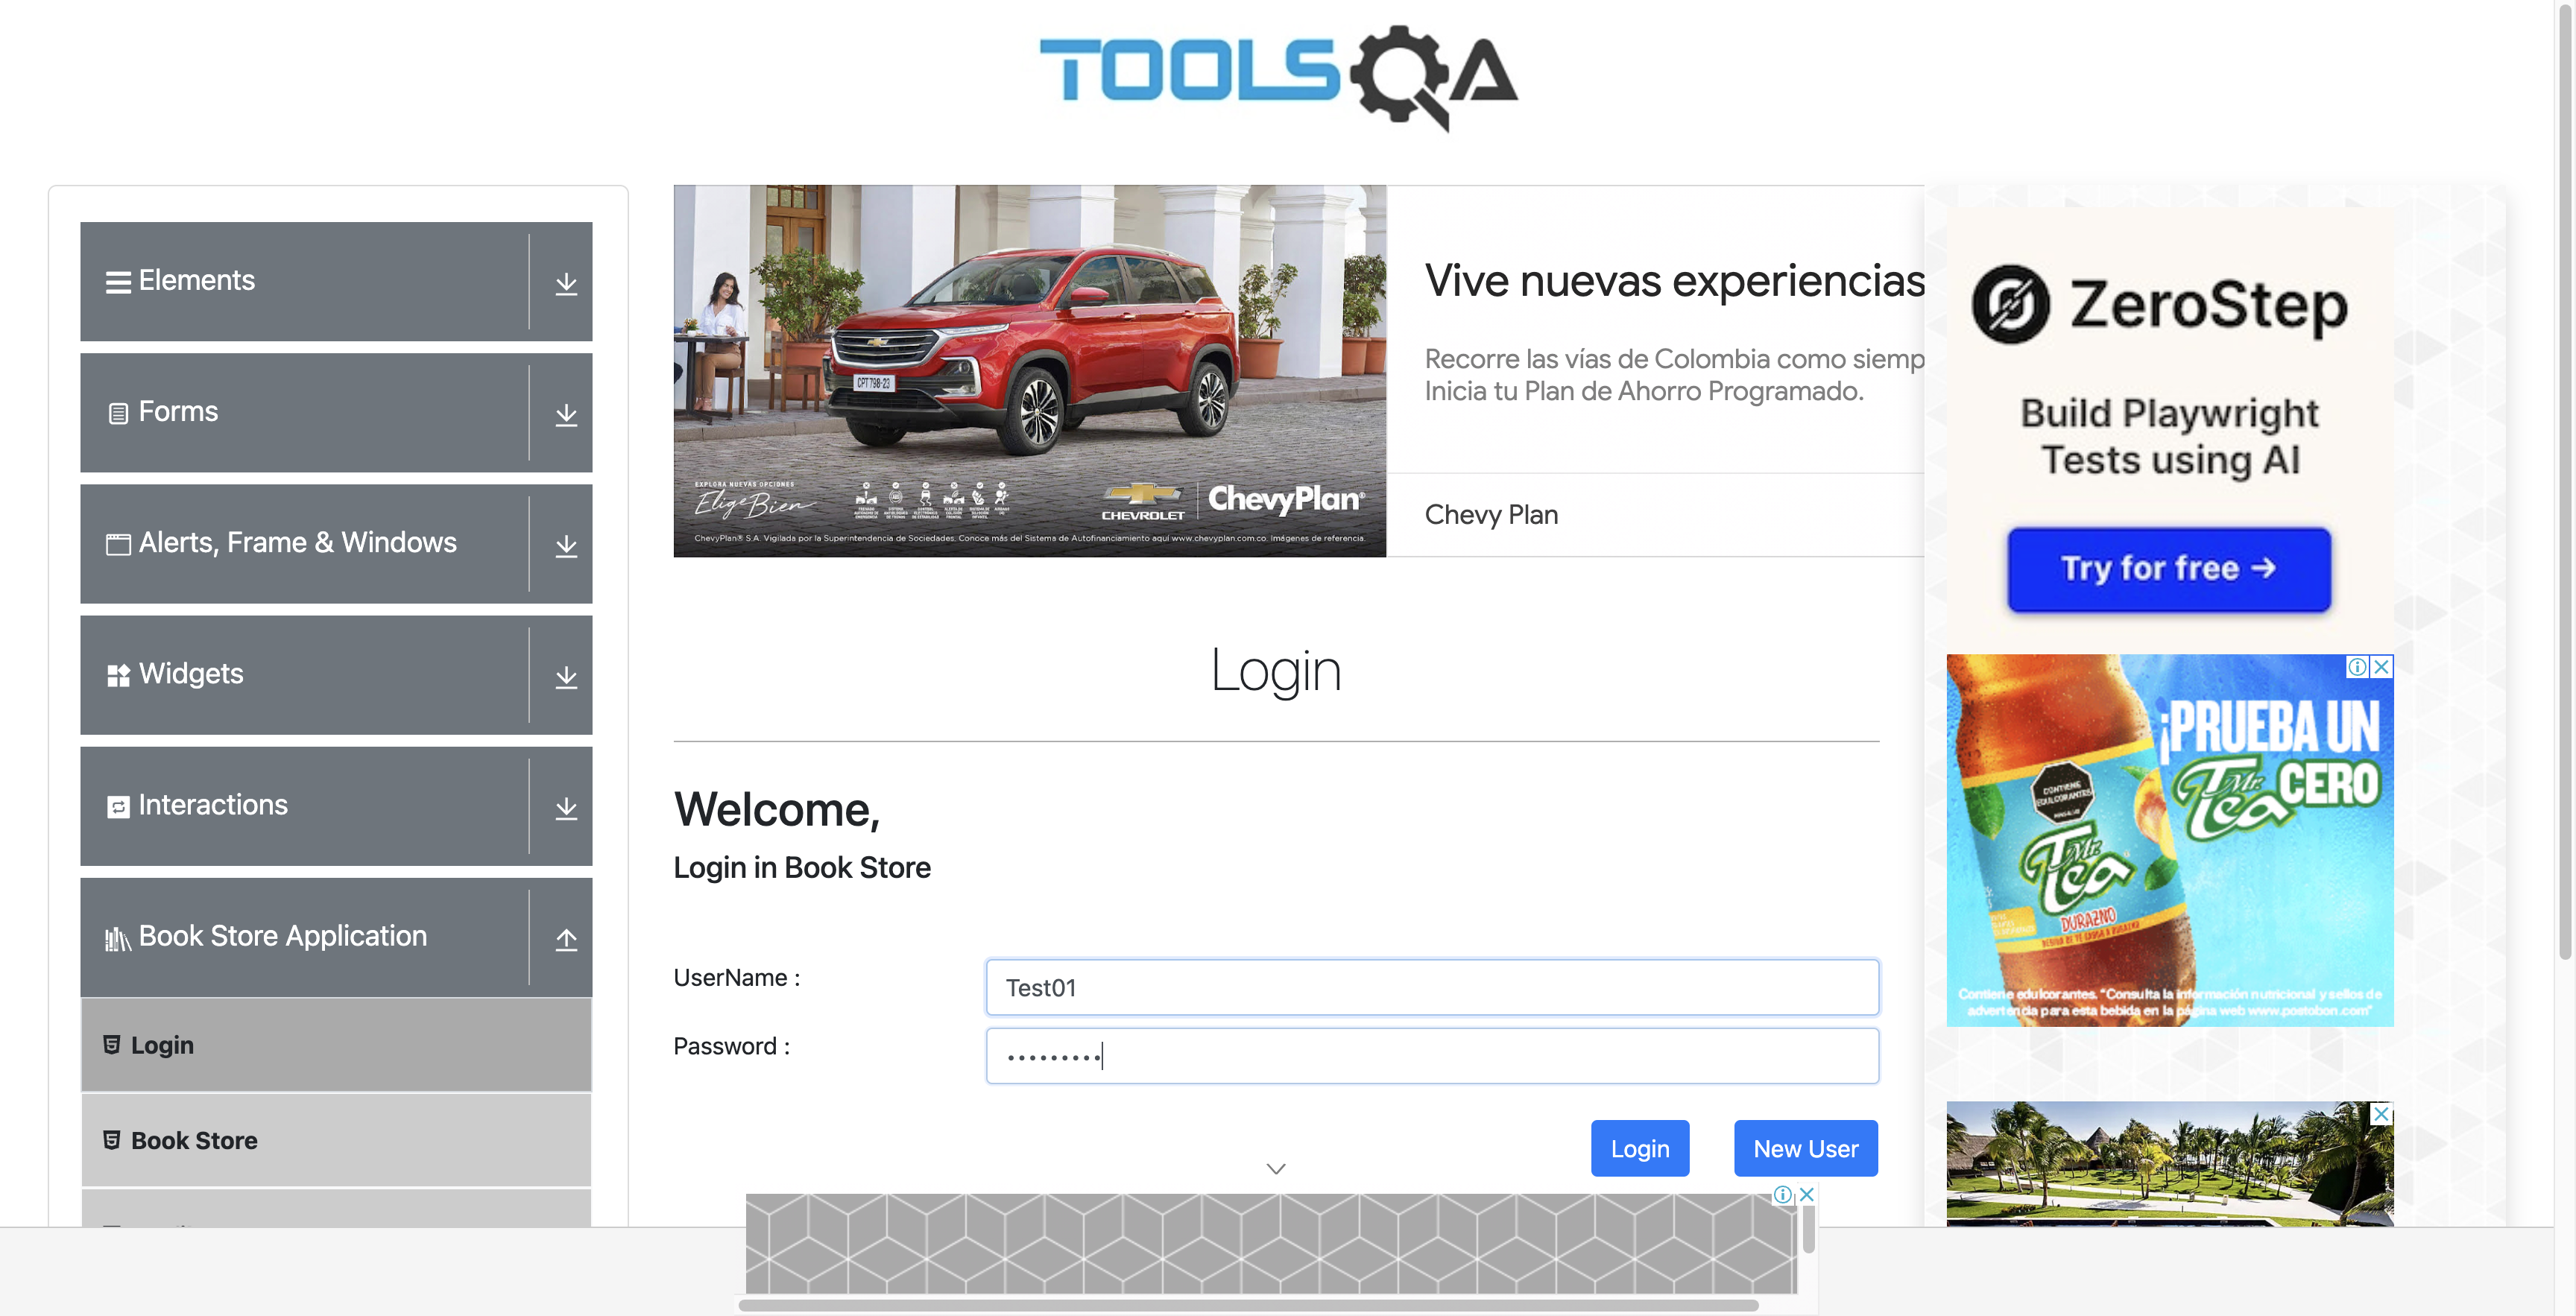 TOOLSQA
Elements
Forms
Alerts, Frame & Windows
Widgets
Interactions
Book Store Application
Login
Book Store
CPT798-23
EXPLORA NUEVAS OPCIONES
Elige Bien
CHEVROLET
ChevyPlan®
ChevyPlan® S.A. Vigilada por la Superintendencia de Sociedades. Conoce más del Sistema de Autofinanciamiento aquí www.chevyplan.com.co. Imágenes de referencia.
Vive nuevas experiencias
Recorre las vías de Colombia como siemp
Inicia tu Plan de Ahorro Programado.
Chevy Plan
Login
Welcome,
Login in Book Store
UserName :
Test01
Password :
Login
New User
ZeroStep
Build Playwright
Tests using AI
Try for free →
¡PRUEBA UN
Mr. Tea CERO
CONTIENE
EDULCORANTES
Mr. Tea
DURAZNO
Contiene edulcorantes. "Consulta la información nutricional y sellos de
advertencia para esta bebida en la página web www.postobon.com"